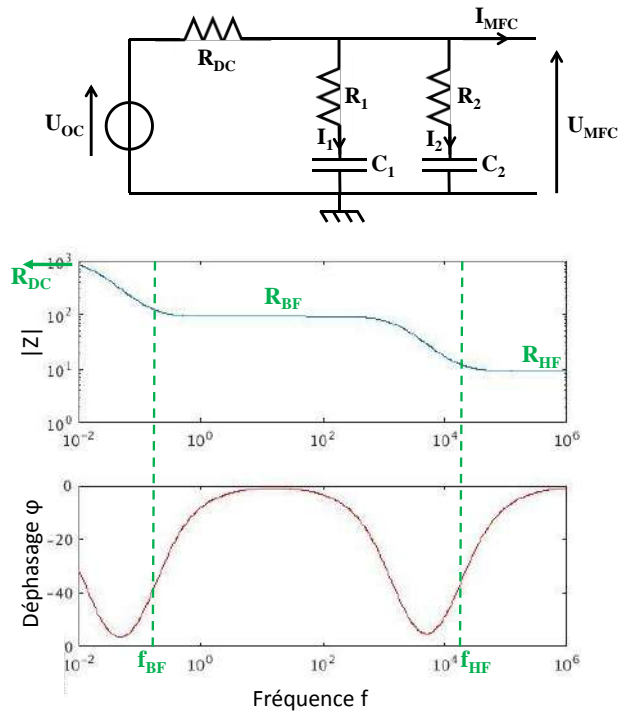 I_MFC
R_DC
R_1 R_2
U_OC I_1 I_2 U_MFC
C_1 C_2
10^3
R_DC
R_BF
10^2
|Z|
R_HF
10^1
10^0
10^-2 10^0 10^2 10^4 10^6
0
-20
Déphasage φ
-40
0
10^-2 f_BF 10^0 10^2 10^4 f_HF 10^6
Fréquence f